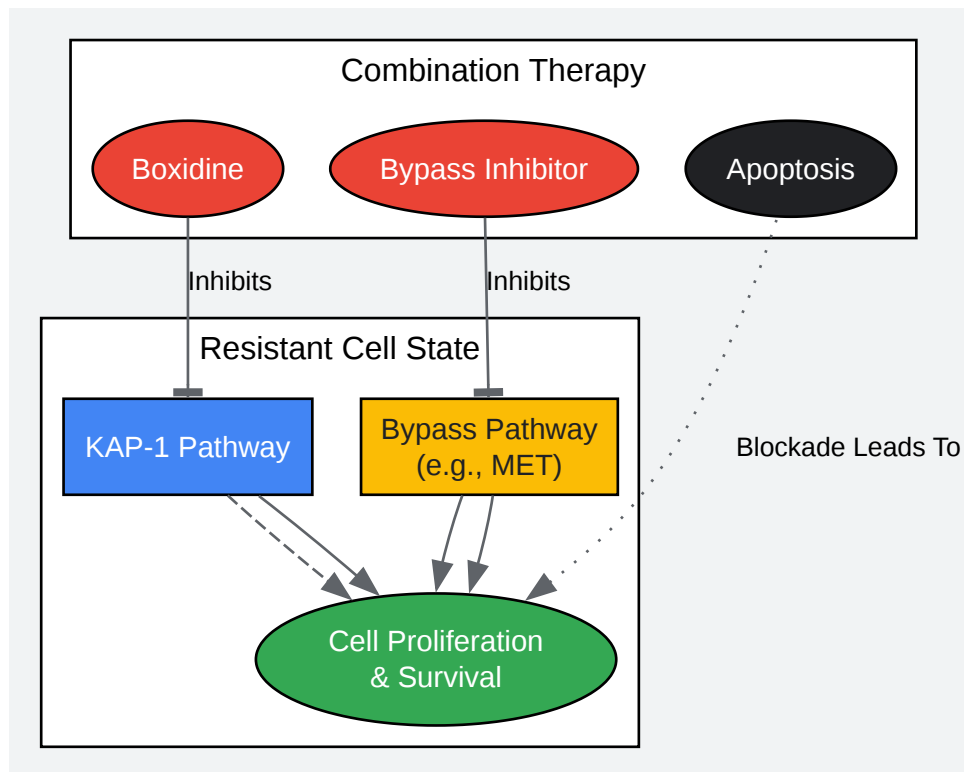 Combination Therapy
Boxidine
Bypass Inhibitor
Apoptosis
Inhibits
Inhibits
Resistant Cell State
KAP-1 Pathway
Bypass Pathway
(e.g., MET)
Blockade Leads To
Cell Proliferation
& Survival